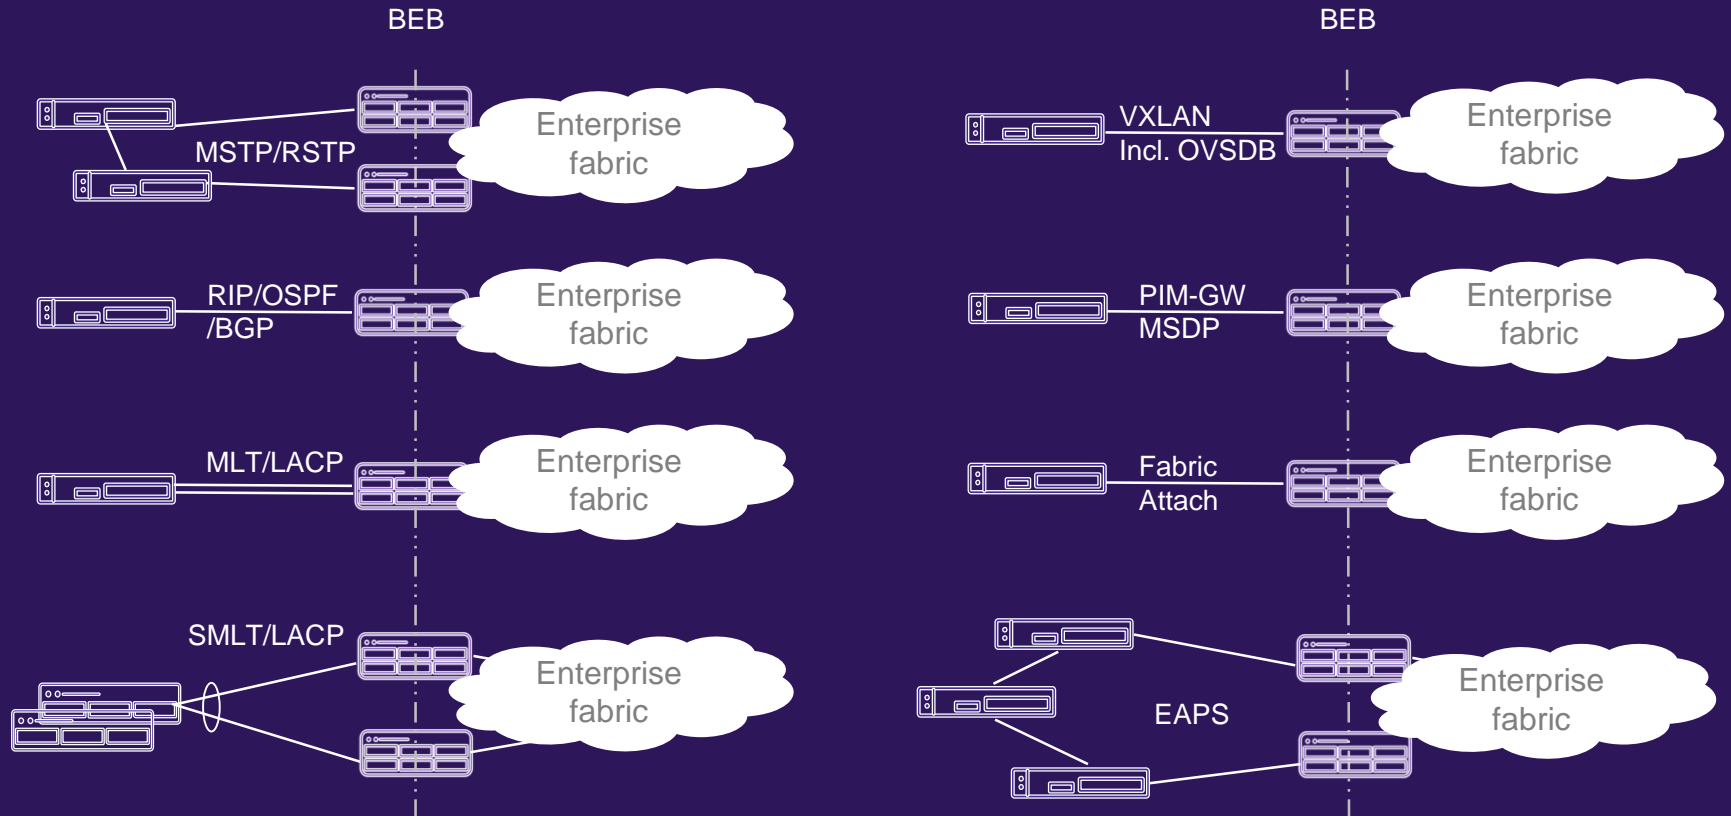 BEB
MSTP/RSTP
Enterprise
fabric
RIP/OSPF
/BGP
Enterprise
fabric
MLT/LACP
Enterprise
fabric
SMLT/LACP
Enterprise
fabric
BEB
VXLAN
Incl. OVSDB
Enterprise
fabric
PIM-GW
MSDP
Enterprise
fabric
Fabric
Attach
Enterprise
fabric
EAPS
Enterprise
fabric